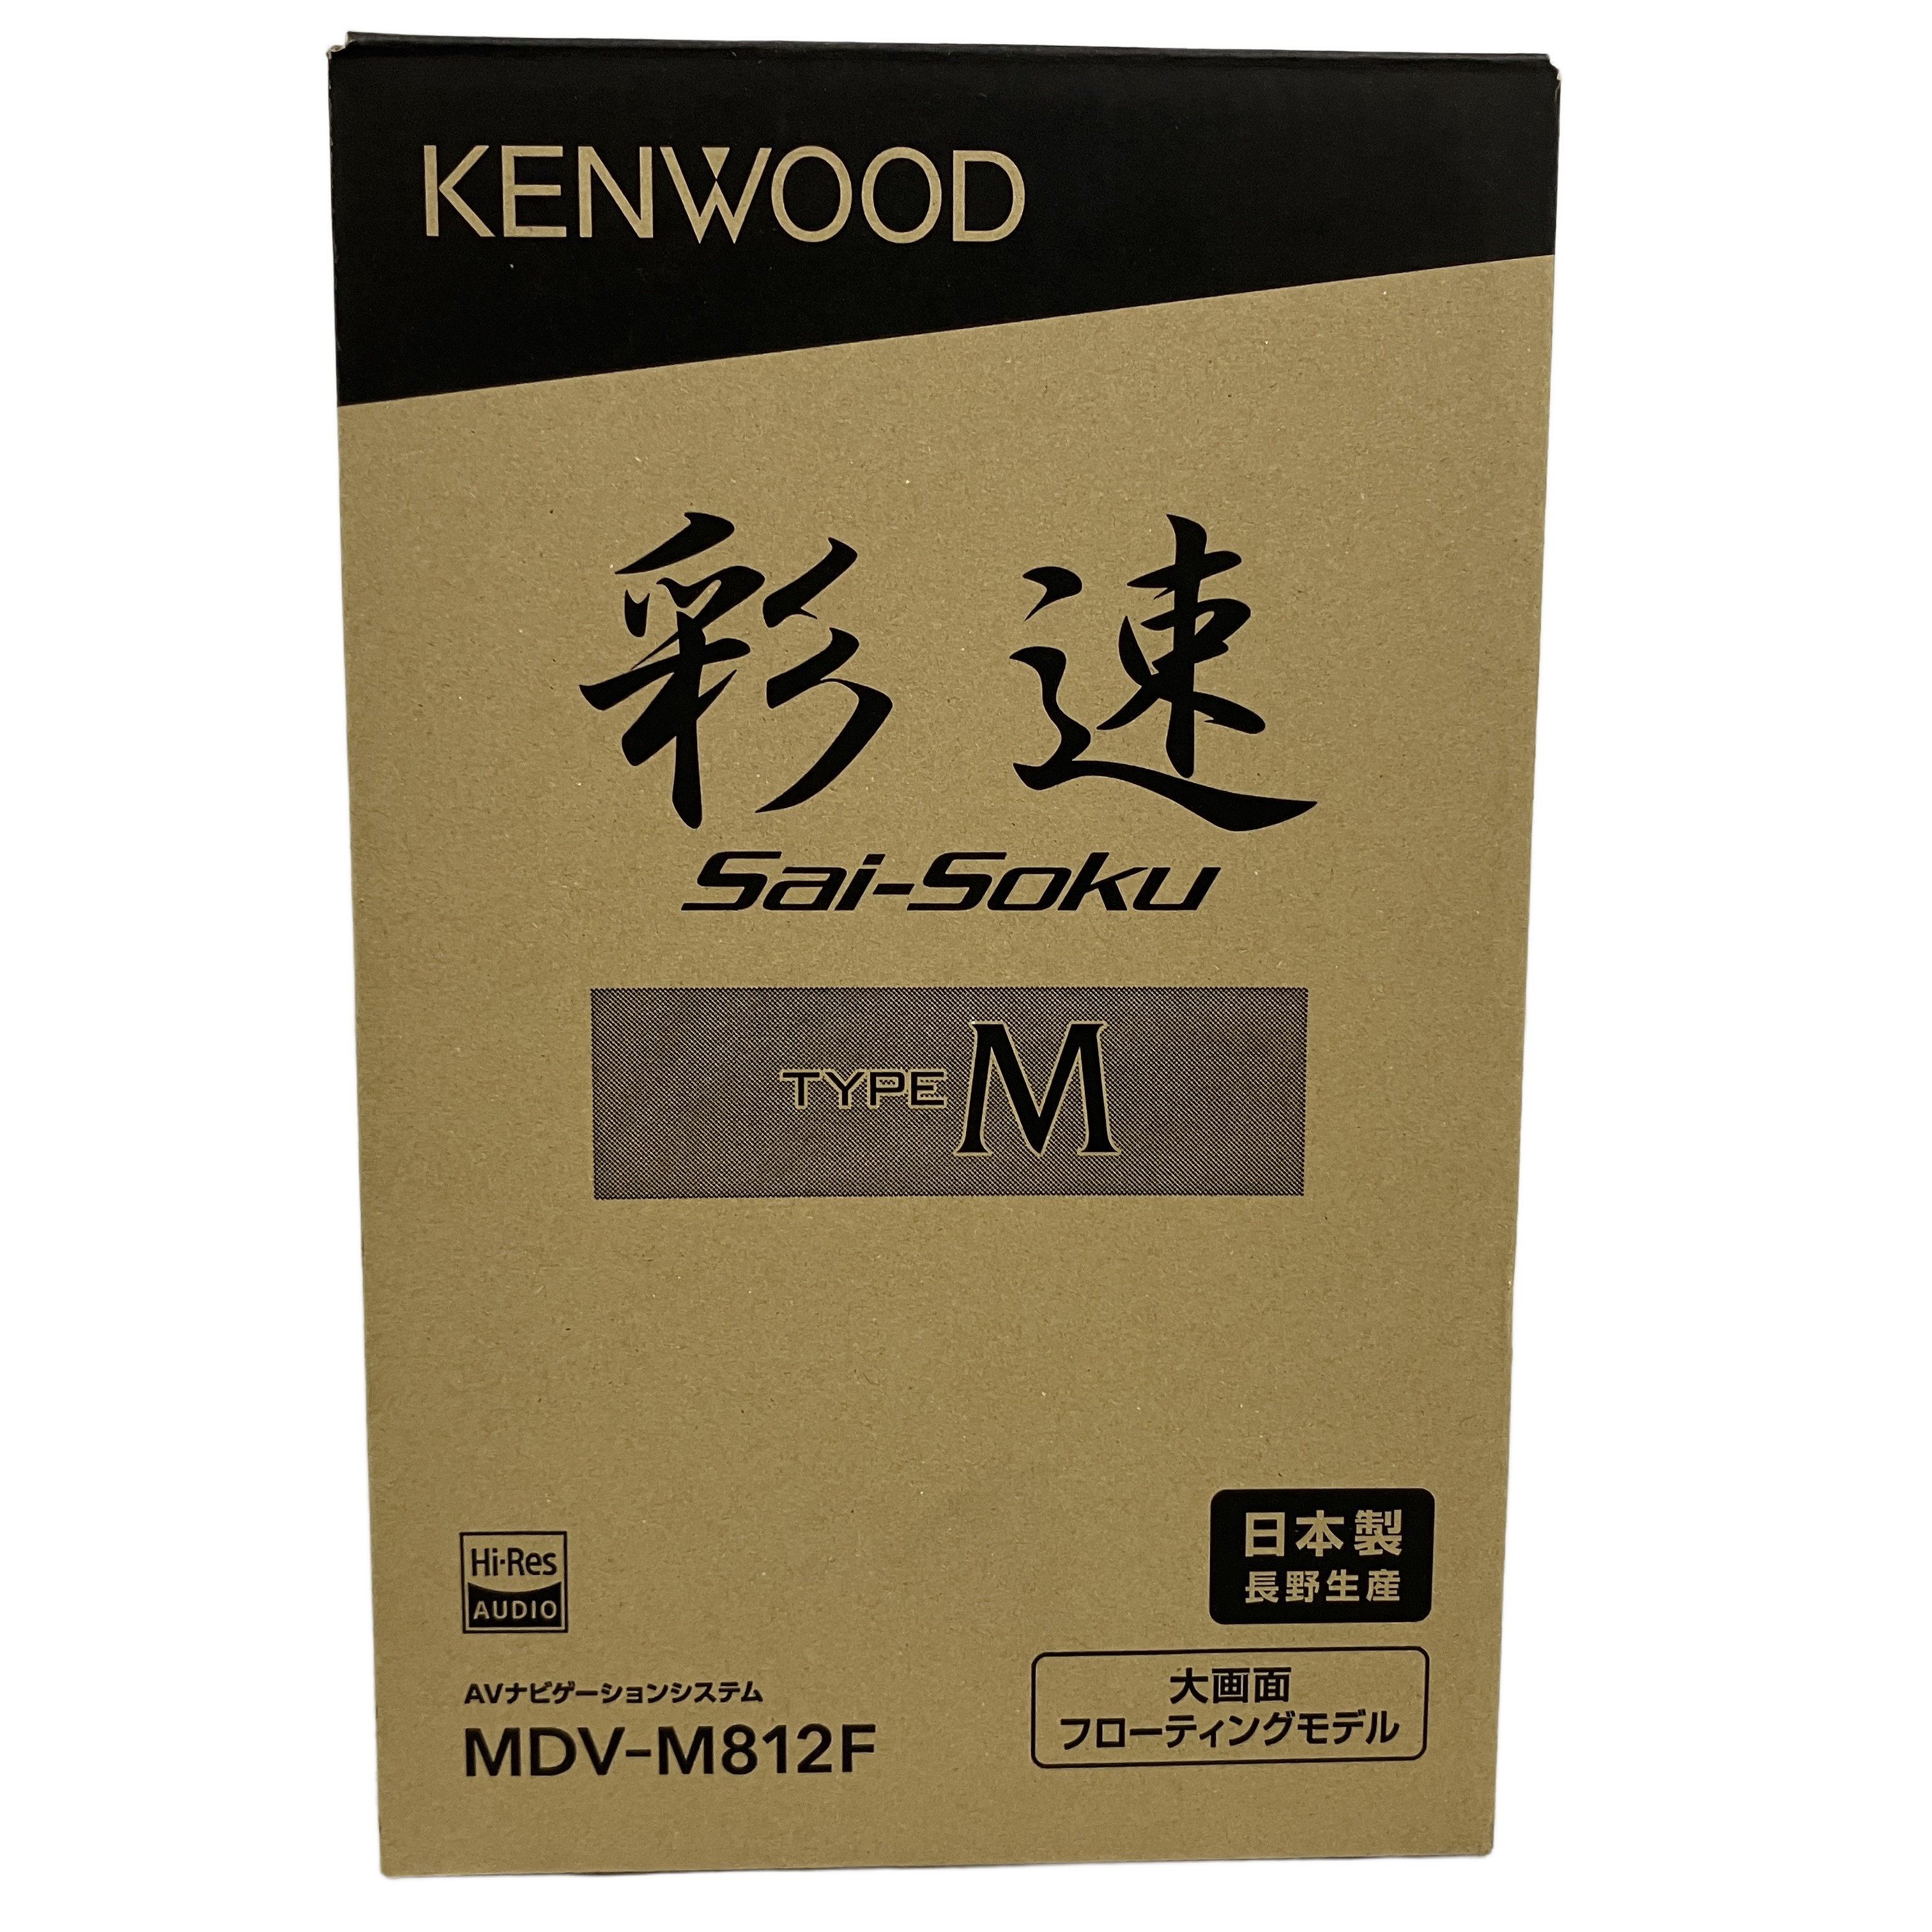 KENWOOD
彩速
Sai-Soku
TYPE M
日本製
長野生産
Hi-Res
AUDIO
大画面
フローティングモデル
AVナビゲーションシステム
MDV-M812F